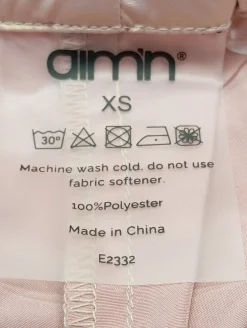 aim'n®
XS
30°
Machine wash cold. do not use
fabric softener.
100%Polyester
Made in China
E2332